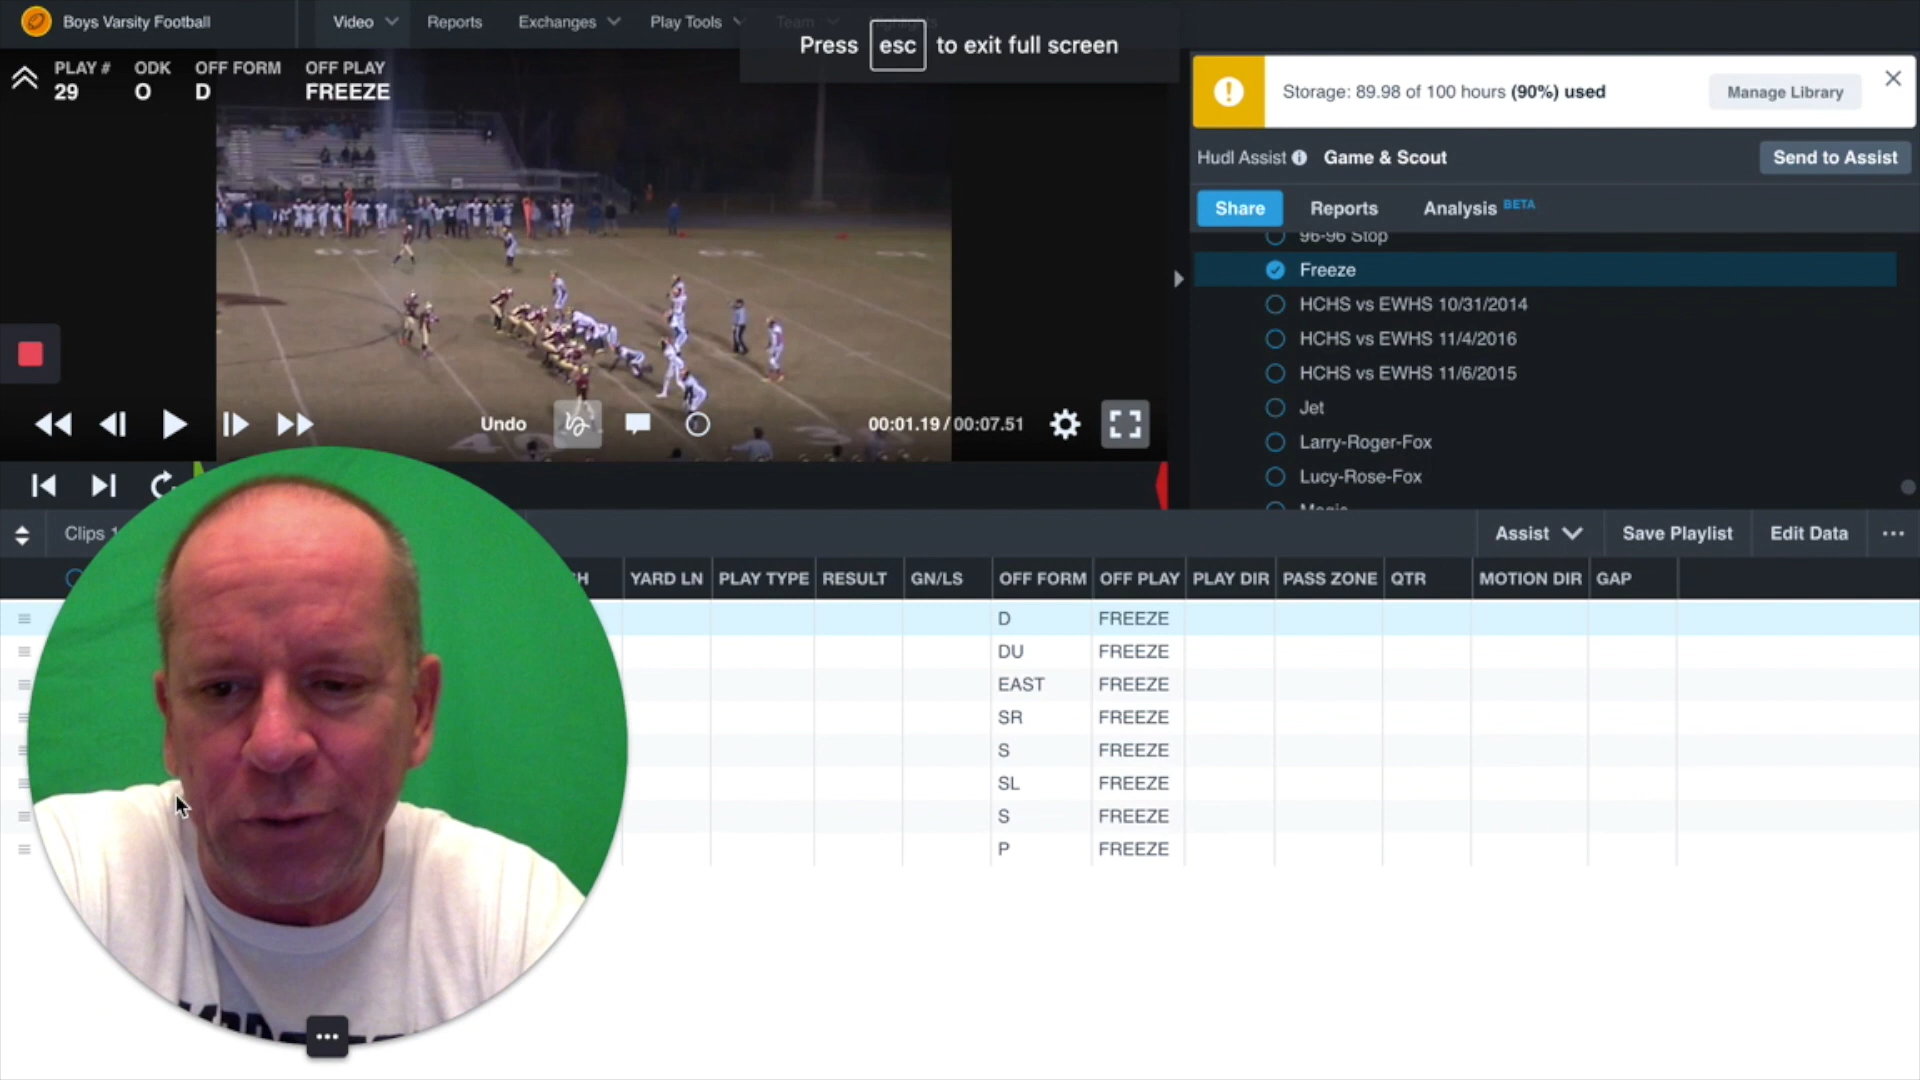 Boys Varsity Football
Video
Reports
Exchanges
Play Tools
Team
Press esc to exit full screen
PLAY # ODK OFF FORM OFF PLAY
29 O D FREEZE
Storage: 89.98 of 100 hours (90%) used
Manage Library
Hudl Assist
Game & Scout
Send to Assist
Share
Reports
Analysis BETA
96-96 Stop
Freeze
HCHS vs EWHS 10/31/2014
HCHS vs EWHS 11/4/2016
HCHS vs EWHS 11/6/2015
Jet
Larry-Roger-Fox
Lucy-Rose-Fox
Magic
Undo
00:01.19 / 00:07.51
Clips
Assist
Save Playlist
Edit Data
YARD LN PLAY TYPE RESULT GN/LS OFF FORM OFF PLAY PLAY DIR PASS ZONE QTR MOTION DIR GAP
D FREEZE
DU FREEZE
EAST FREEZE
SR FREEZE
S FREEZE
SL FREEZE
S FREEZE
P FREEZE